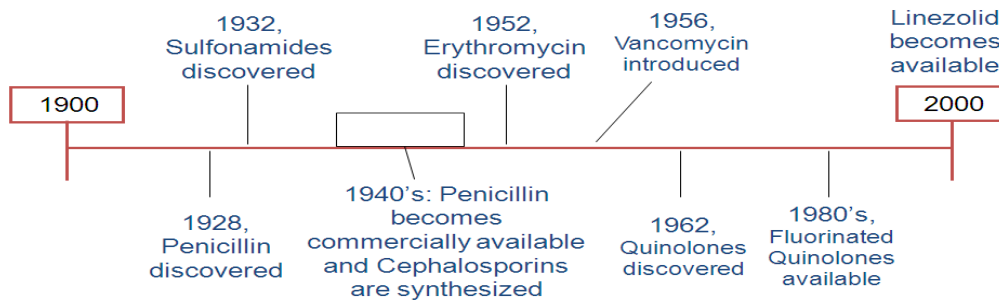 1932,
Sulfonamides
discovered
1952,
Erythromycin
discovered
1956,
Vancomycin
introduced
Linezolid
becomes
available
1900
2000
1928,
Penicillin
discovered
1940's: Penicillin
becomes
commercially available
and Cephalosporins
are synthesized
1962,
Quinolones
discovered
1980's,
Fluorinated
Quinolones
available